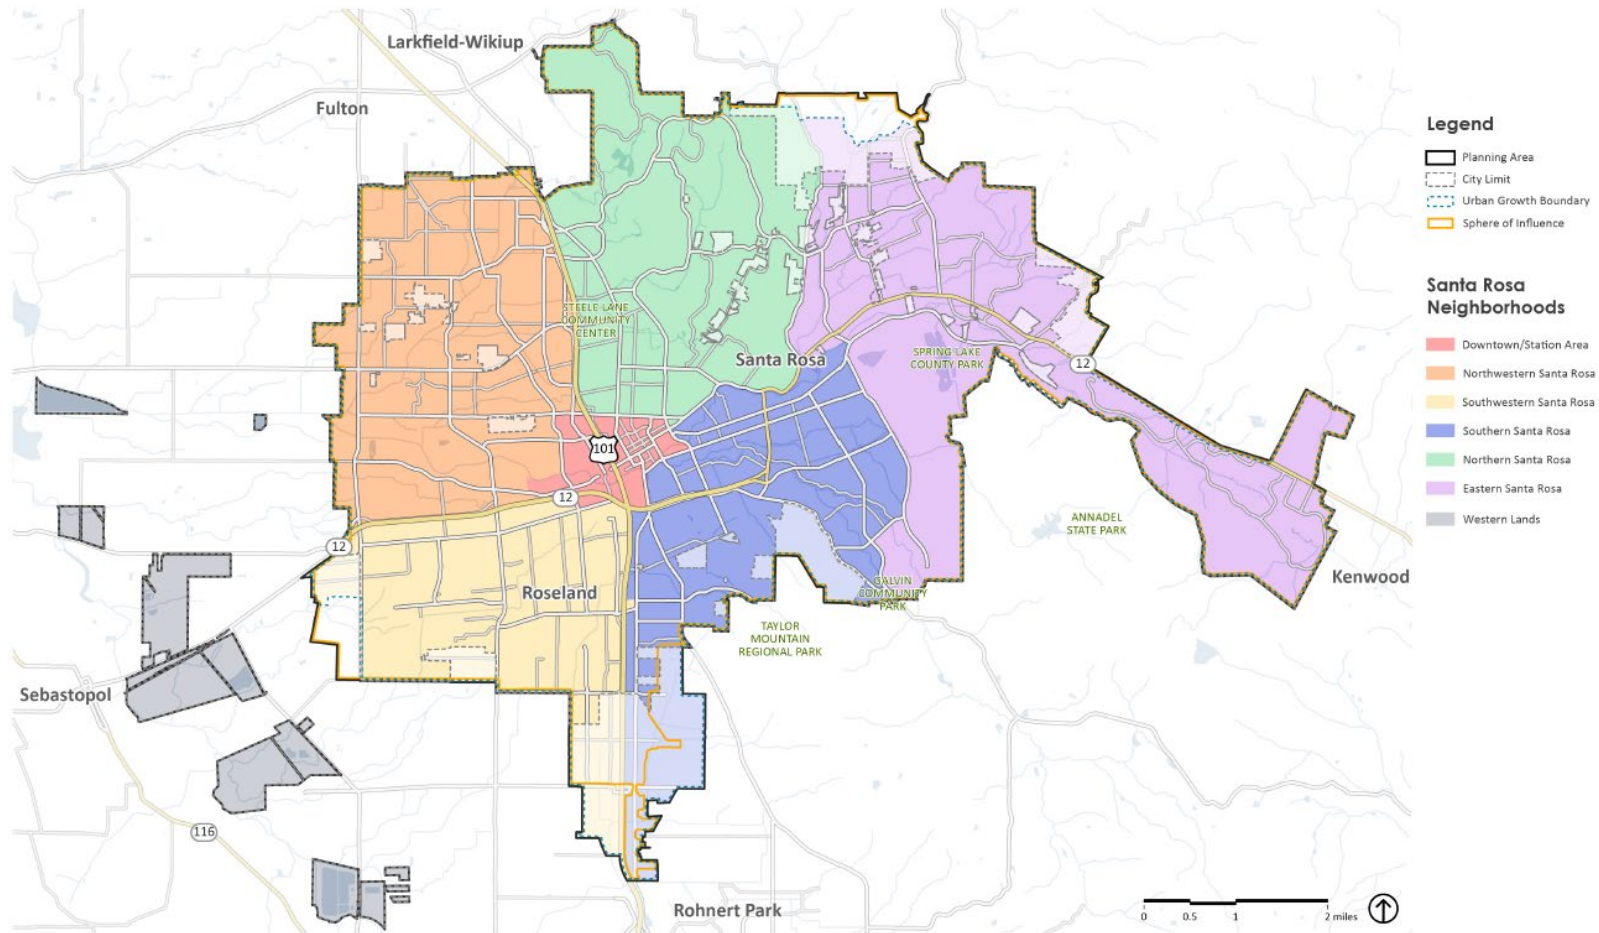 Larkfield-Wikiup
Fulton
STEELE LANE
COMMUNITY
CENTER
Santa Rosa
SPRING LAKE
COUNTY PARK
12
101
12
12
ANNADEL
STATE PARK
Roseland
GALVIN
COMMUNITY
PARK
Kenwood
TAYLOR
MOUNTAIN
REGIONAL PARK
Sebastopol
116
Rohnert Park
0 0.5 1 2 miles
Legend
Planning Area
City Limit
Urban Growth Boundary
Sphere of Influence
Santa Rosa
Neighborhoods
Downtown/Station Area
Northwestern Santa Rosa
Southwestern Santa Rosa
Southern Santa Rosa
Northern Santa Rosa
Eastern Santa Rosa
Western Lands